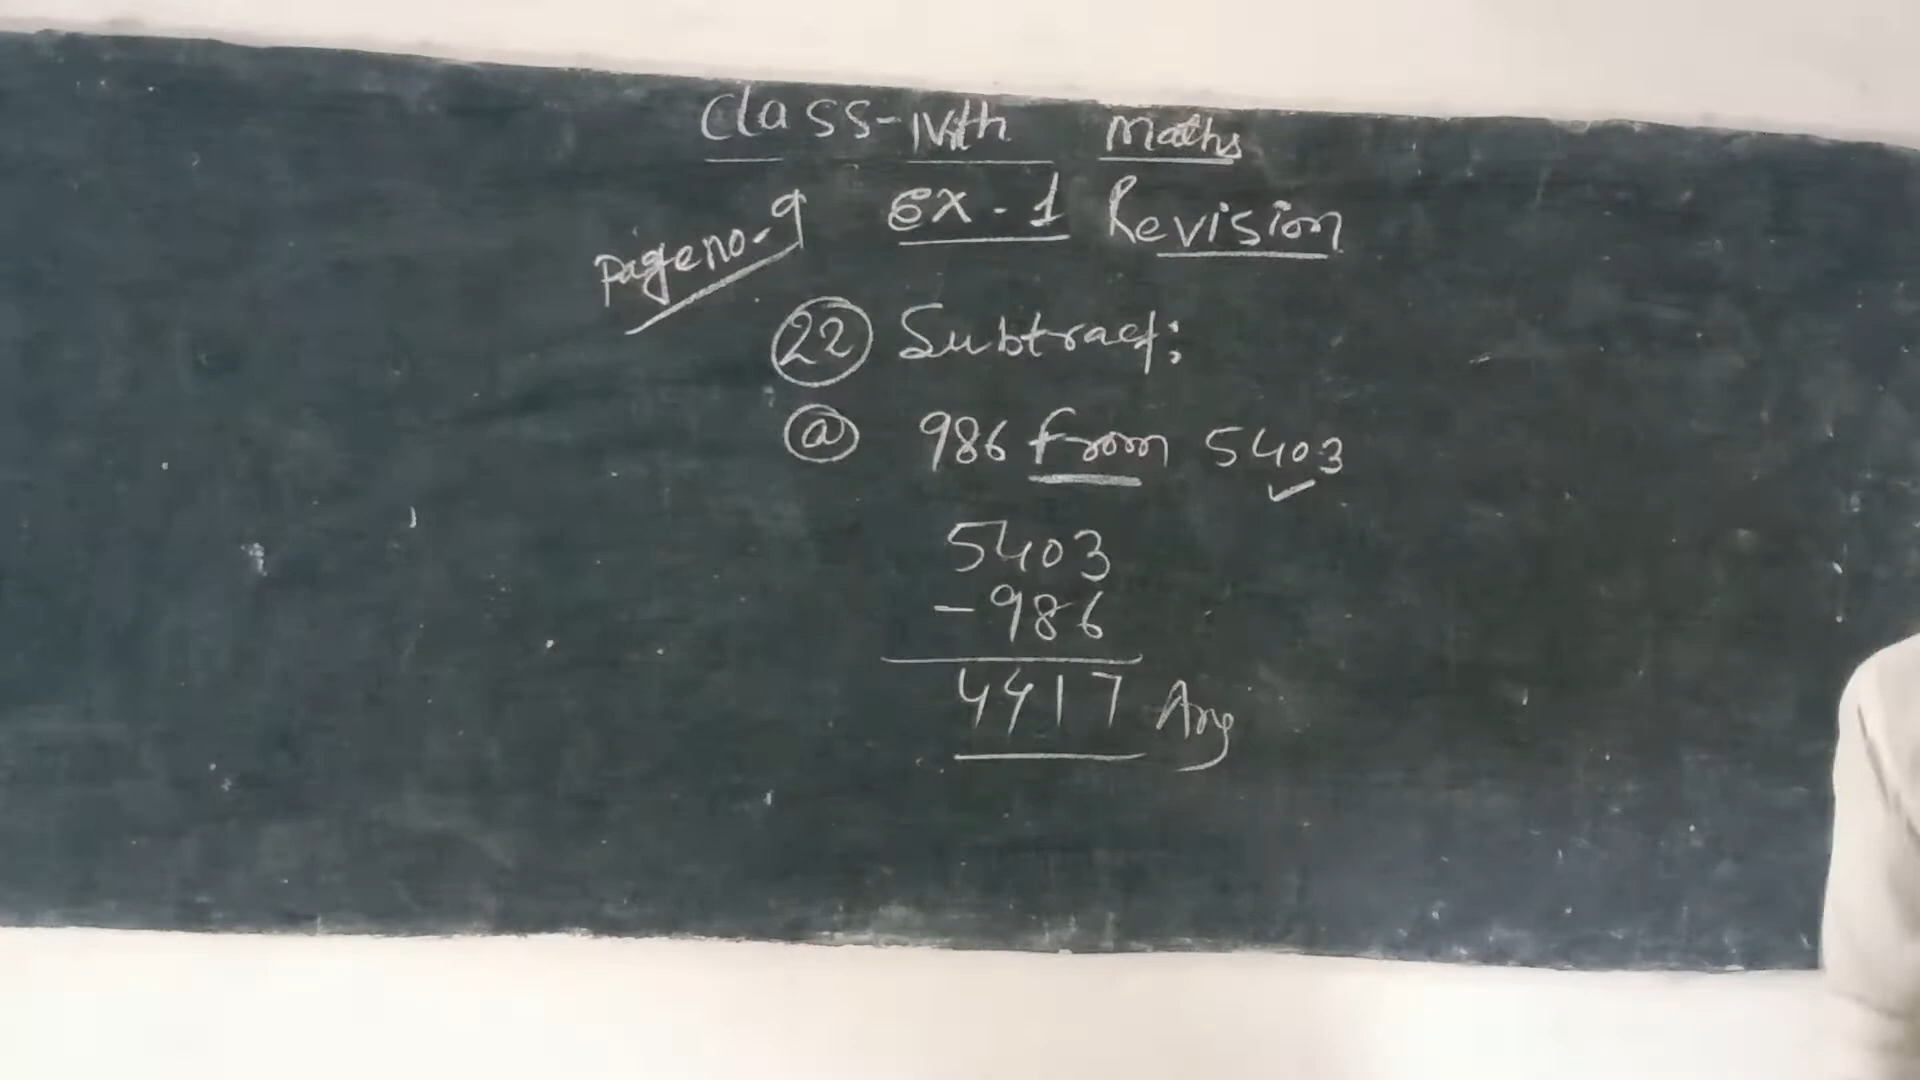 Class-IVth Maths
Page no-9 Ex-1 Revision
22 Subtract:
a 986 from 5403
5403
-986
4417 Ans